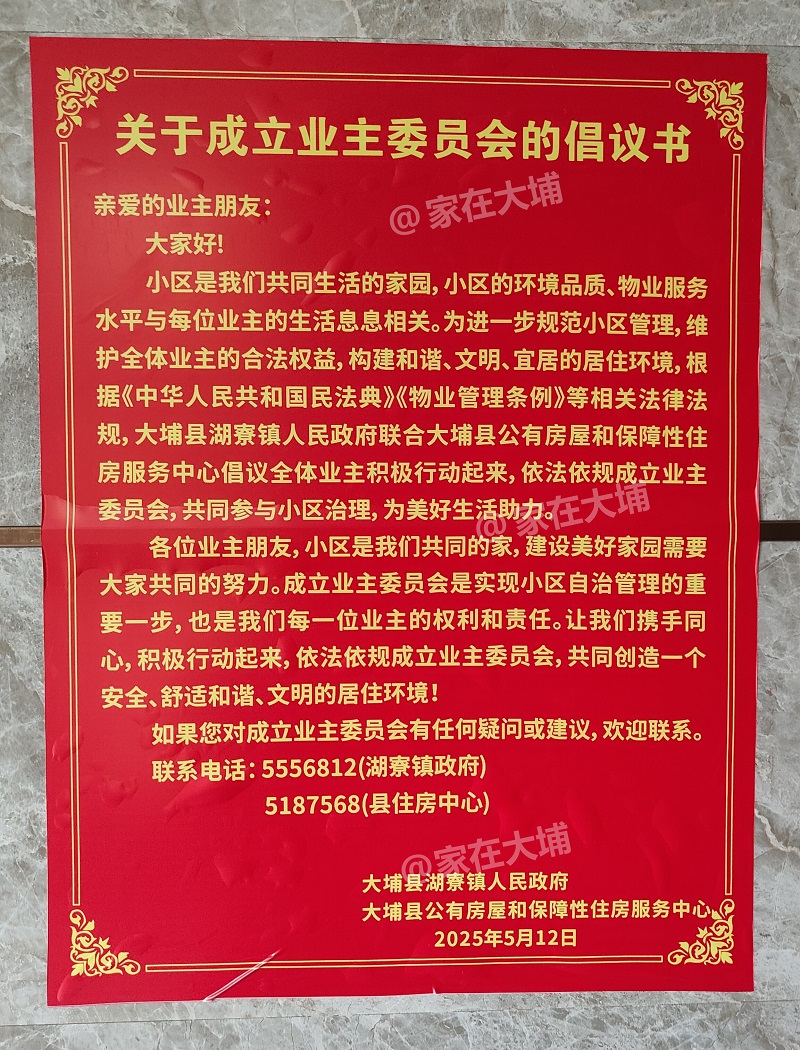 关于成立业主委员会的倡议书
亲爱的业主朋友：
@家在大埔
大家好！
小区是我们共同生活的家园，小区的环境品质、物业服务
水平与每位业主的生活息息相关。为进一步规范小区管理，维
护全体业主的合法权益，构建和谐、文明、宜居的居住环境，根
据《中华人民共和国民法典》《物业管理条例》等相关法律法
规，大埔县湖寮镇人民政府联合大埔县公有房屋和保障性住
房服务中心倡议全体业主积极行动起来，依法依规成立业主
委员会，共同参与小区治理，为美好生活助力。
@家在大埔
各位业主朋友，小区是我们共同的家，建设美好家园需要
大家共同的努力。成立业主委员会是实现小区自治管理的重
要一步，也是我们每一位业主的权利和责任。让我们携手同
心，积极行动起来，依法依规成立业主委员会，共同创造一个
安全、舒适和谐、文明的居住环境！
如果您对成立业主委员会有任何疑问或建议，欢迎联系。
联系电话：5556812(湖寮镇政府)
5187568(县住房中心)
@家在大埔
大埔县湖寮镇人民政府
大埔县公有房屋和保障性住房服务中心
2025年5月12日